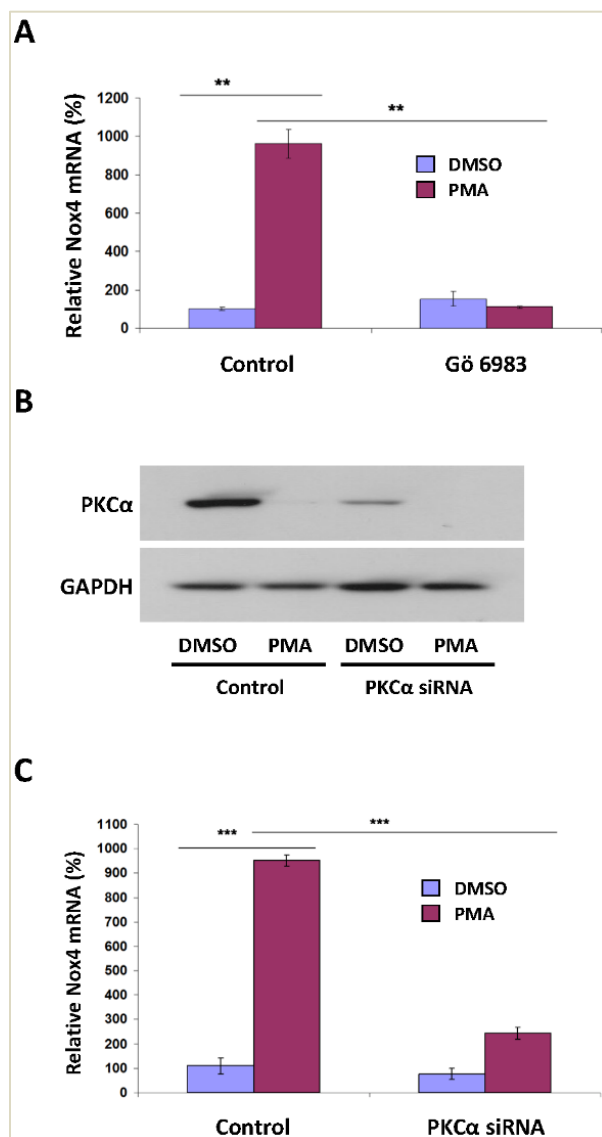 A
**
**
Relative Nox4 mRNA (%)
1200
1000
800
600
400
200
0
DMSO
PMA
Control
Gö 6983
B
PKCα
GAPDH
DMSO PMA DMSO PMA
Control PKCα siRNA
C
***
***
Relative Nox4 mRNA (%)
1100
1000
900
800
700
600
500
400
300
200
100
0
DMSO
PMA
Control
PKCα siRNA